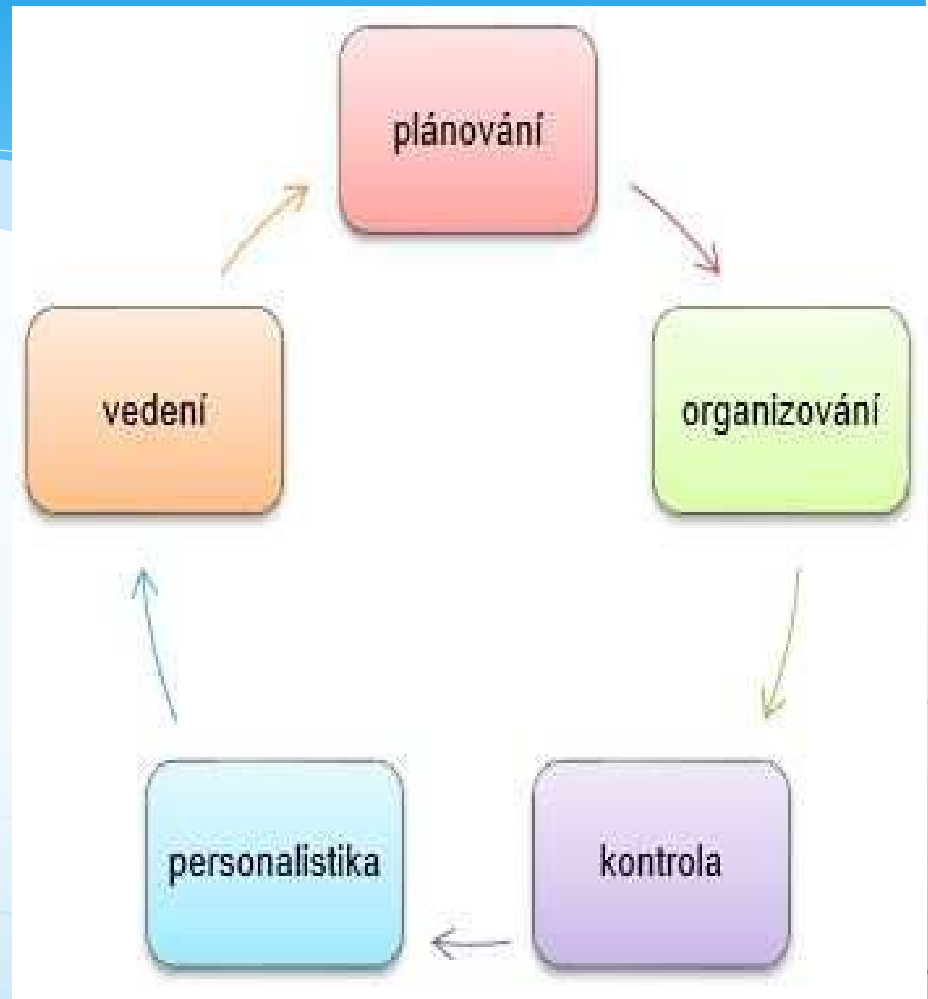 plánování
organizování
kontrola
personalistika
vedení